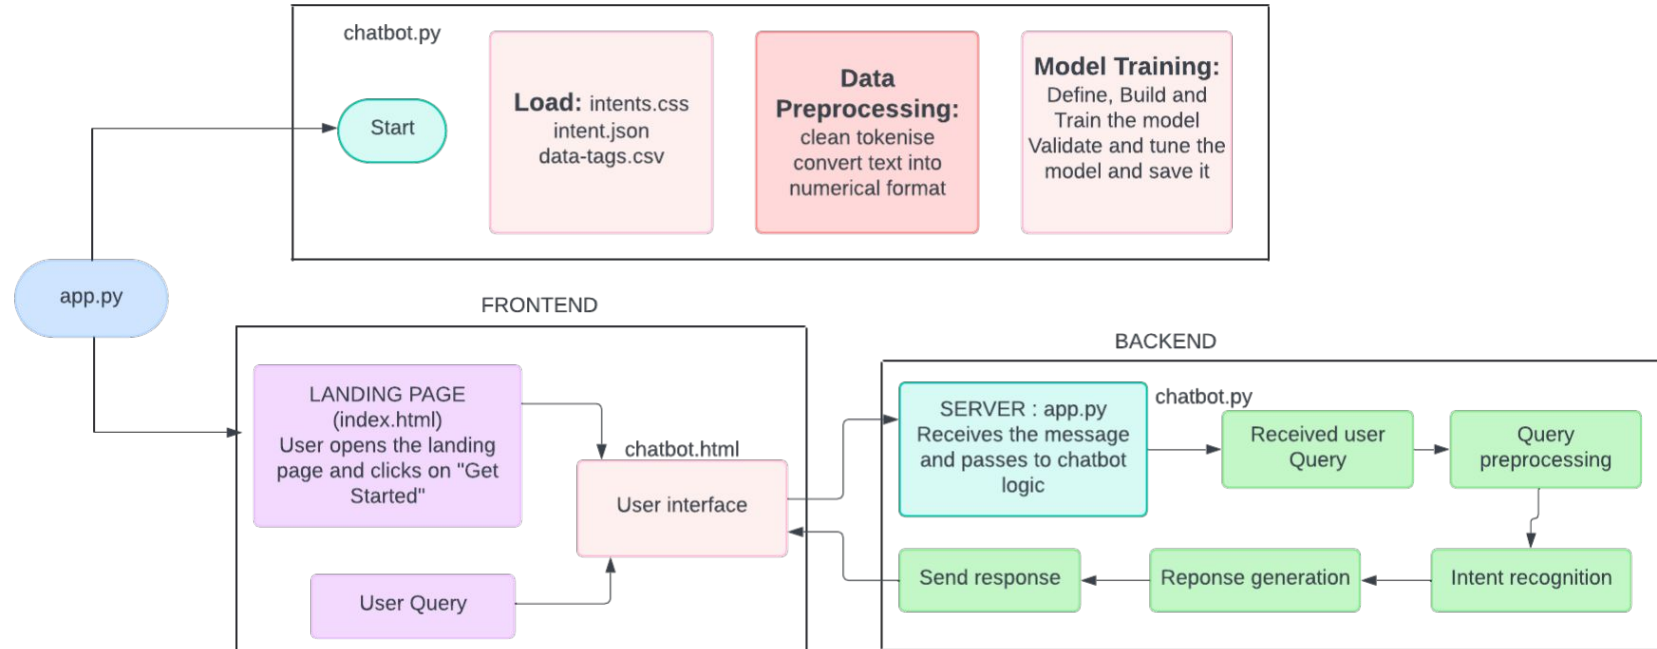 chatbot.py
Start
Load: intents.css
intent.json
data-tags.csv
Data
Preprocessing:
clean tokenise
convert text into
numerical format
Model Training:
Define, Build and
Train the model
Validate and tune the
model and save it
app.py
FRONTEND
LANDING PAGE
(index.html)
User opens the landing
page and clicks on "Get
Started"
chatbot.html
User interface
User Query
BACKEND
SERVER : app.py
Receives the message
and passes to chatbot
logic
chatbot.py
Received user
Query
Query
preprocessing
Intent recognition
Reponse generation
Send response